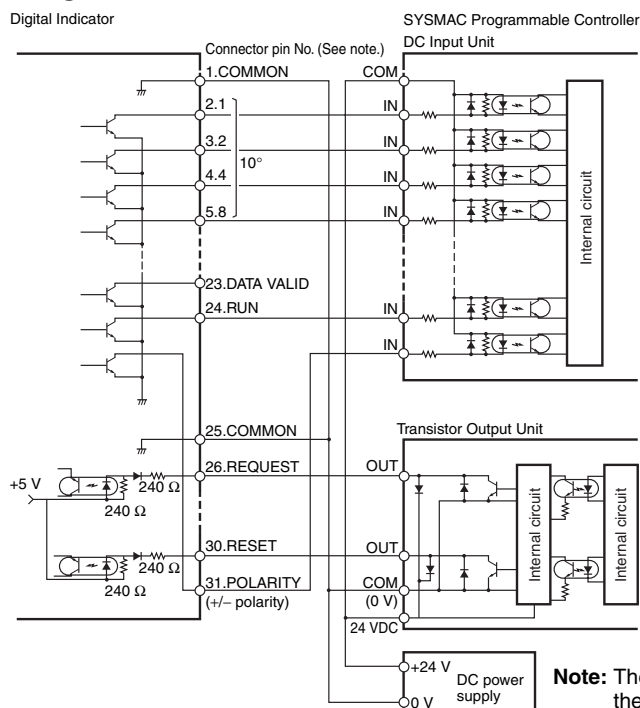 Digital Indicator
SYSMAC Programmable Controller
Connector pin No. (See note.)
DC Input Unit
1.COMMON
COM
2.1
IN
3.2
IN
10°
4.4
IN
5.8
IN
Internal circuit
23.DATA VALID
24.RUN
IN
IN
25.COMMON
Transistor Output Unit
+5 V
26.REQUEST
OUT
240 Ω
240 Ω
Internal circuit
Internal circuit
30.RESET
OUT
240 Ω
240 Ω
31.POLARITY
(+/− polarity)
COM
(0 V)
24 VDC
+24 V
DC power
supply
0 V
Note: The
the